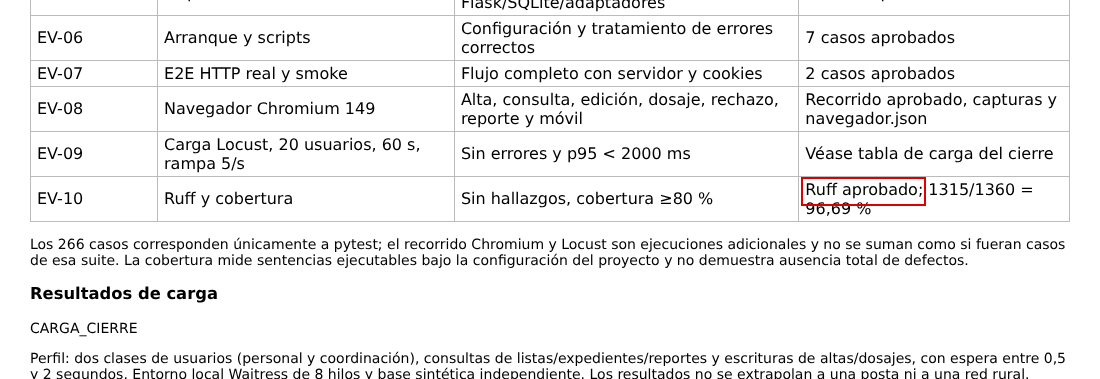 Flask/SQLite/adaptadores
EV-06
Arranque y scripts
Configuración y tratamiento de errores
correctos
7 casos aprobados
EV-07
E2E HTTP real y smoke
Flujo completo con servidor y cookies
2 casos aprobados
EV-08
Navegador Chromium 149
Alta, consulta, edición, dosaje, rechazo,
reporte y móvil
Recorrido aprobado, capturas y
navegador.json
EV-09
Carga Locust, 20 usuarios, 60 s,
rampa 5/s
Sin errores y p95 < 2000 ms
Véase tabla de carga del cierre
EV-10
Ruff y cobertura
Sin hallazgos, cobertura ≥80 %
Ruff aprobado; 1315/1360 =
96,69 %
Los 266 casos corresponden únicamente a pytest; el recorrido Chromium y Locust son ejecuciones adicionales y no se suman como si fueran casos
de esa suite. La cobertura mide sentencias ejecutables bajo la configuración del proyecto y no demuestra ausencia total de defectos.
Resultados de carga
CARGA_CIERRE
Perfil: dos clases de usuarios (personal y coordinación), consultas de listas/expedientes/reportes y escrituras de altas/dosajes, con espera entre 0,5
y 2 segundos. Entorno local Waitress de 8 hilos y base sintética independiente. Los resultados no se extrapolan a una posta ni a una red rural.